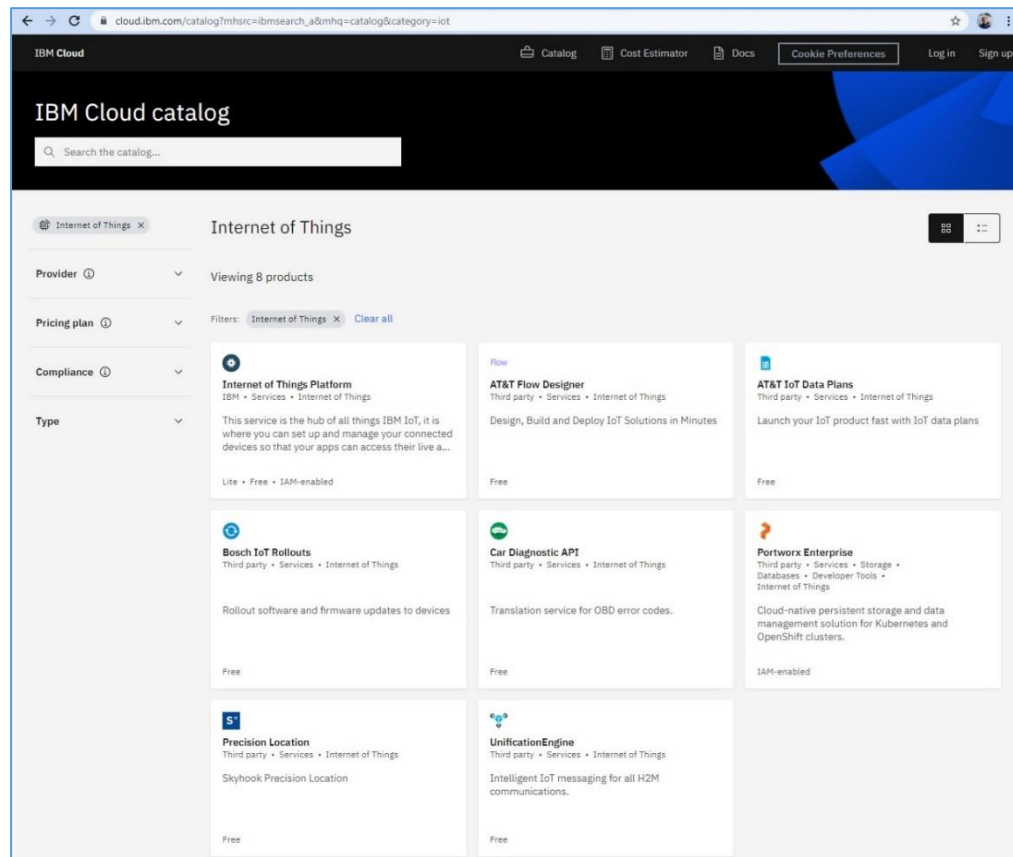 cloud.ibm.com/catalog?mhsrc=ibmsearch_a&mhq=catalog&category=iot
IBM Cloud
Catalog
Cost Estimator
Docs
Cookie Preferences
Log in
Sign up
IBM Cloud catalog
Search the catalog...
Internet of Things
Provider
Pricing plan
Compliance
Type
Internet of Things
Viewing 8 products
Filters: Internet of Things Clear all
Internet of Things Platform
IBM • Services • Internet of Things
This service is the hub of all things IBM IoT, it is
where you can set up and manage your connected
devices so that your apps can access their live a...
Lite • Free • IAM-enabled
Flow
AT&T Flow Designer
Third party • Services • Internet of Things
Design, Build and Deploy IoT Solutions in Minutes
Free
AT&T IoT Data Plans
Third party • Services • Internet of Things
Launch your IoT product fast with IoT data plans
Free
Bosch IoT Rollouts
Third party • Services • Internet of Things
Rollout software and firmware updates to devices
Free
Car Diagnostic API
Third party • Services • Internet of Things
Translation service for OBD error codes.
Free
Portworx Enterprise
Third party • Services • Storage •
Databases • Developer Tools •
Internet of Things
Cloud-native persistent storage and data
management solution for Kubernetes and
OpenShift clusters.
IAM-enabled
S
Precision Location
Third party • Services • Internet of Things
Skyhook Precision Location
Free
UnificationEngine
Third party • Services • Internet of Things
Intelligent IoT messaging for all H2M
communications.
Free